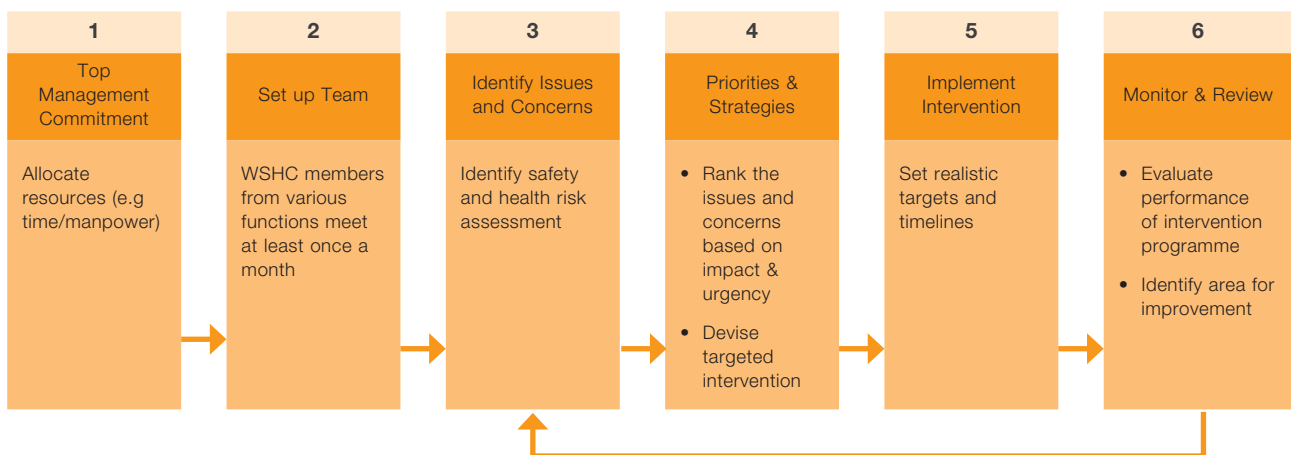 1
Top
Management
Commitment
Allocate
resources (e.g
time/manpower)
2
Set up Team
WSHC members
from various
functions meet
at least once a
month
3
Identify Issues
and Concerns
Identify safety
and health risk
assessment
4
Priorities &
Strategies
• Rank the
issues and
concerns
based on
impact &
urgency
• Devise
targeted
intervention
5
Implement
Intervention
Set realistic
targets and
timelines
6
Monitor & Review
• Evaluate
performance
of intervention
programme
• Identify area for
improvement